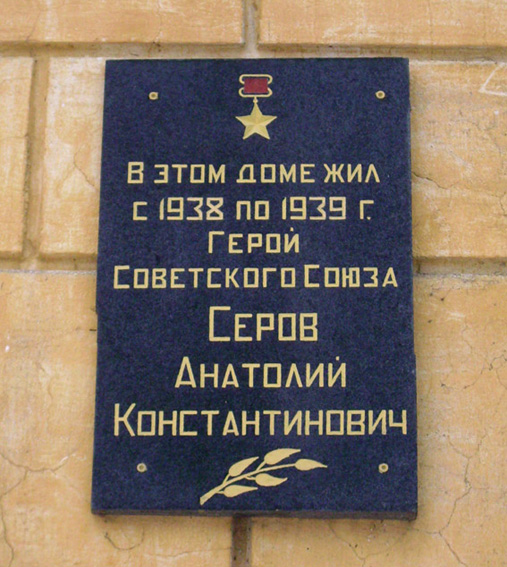 В этом доме жил
с 1938 по 1939 г.
Герой
Советского Союза
Серов
Анатолий
Константинович